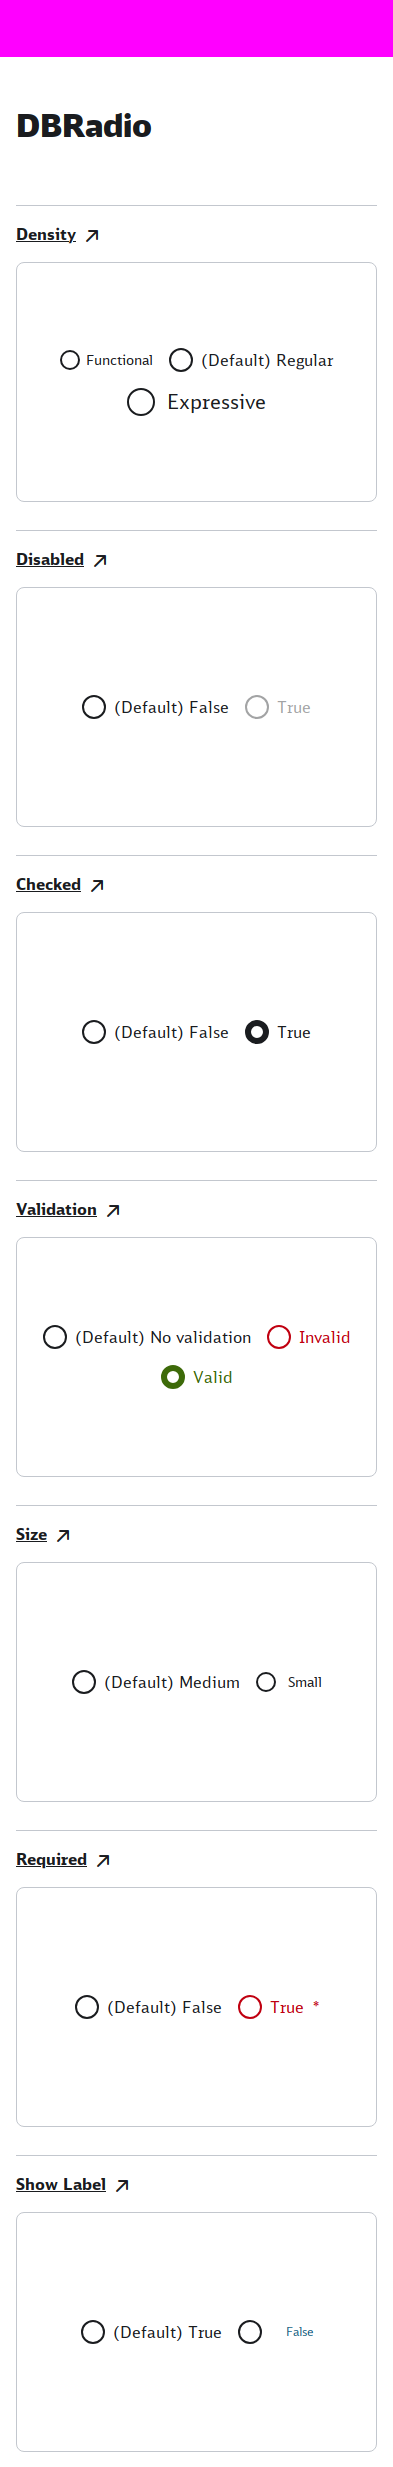 DBRadio
Density
Functional (Default) Regular
Expressive
Disabled
(Default) False True
Checked
(Default) False True
Validation
(Default) No validation Invalid
Valid
Size
(Default) Medium Small
Required
(Default) False True *
Show Label
(Default) True False